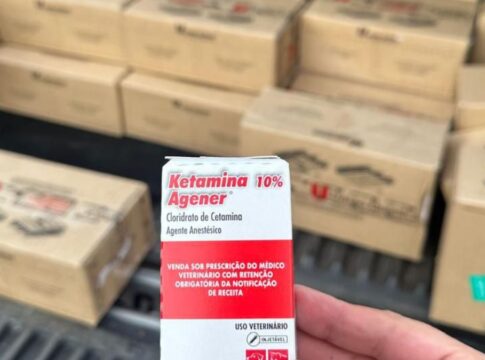 Ketamina 10%
Agener
Cloridrato de Cetamina
Agente Anestésico
VENDA SOB PRESCRIÇÃO DO MÉDICO
VETERINÁRIO COM RETENÇÃO
OBRIGATÓRIA DA NOTIFICAÇÃO
DE RECEITA
USO VETERINÁRIO
INJETÁVEL